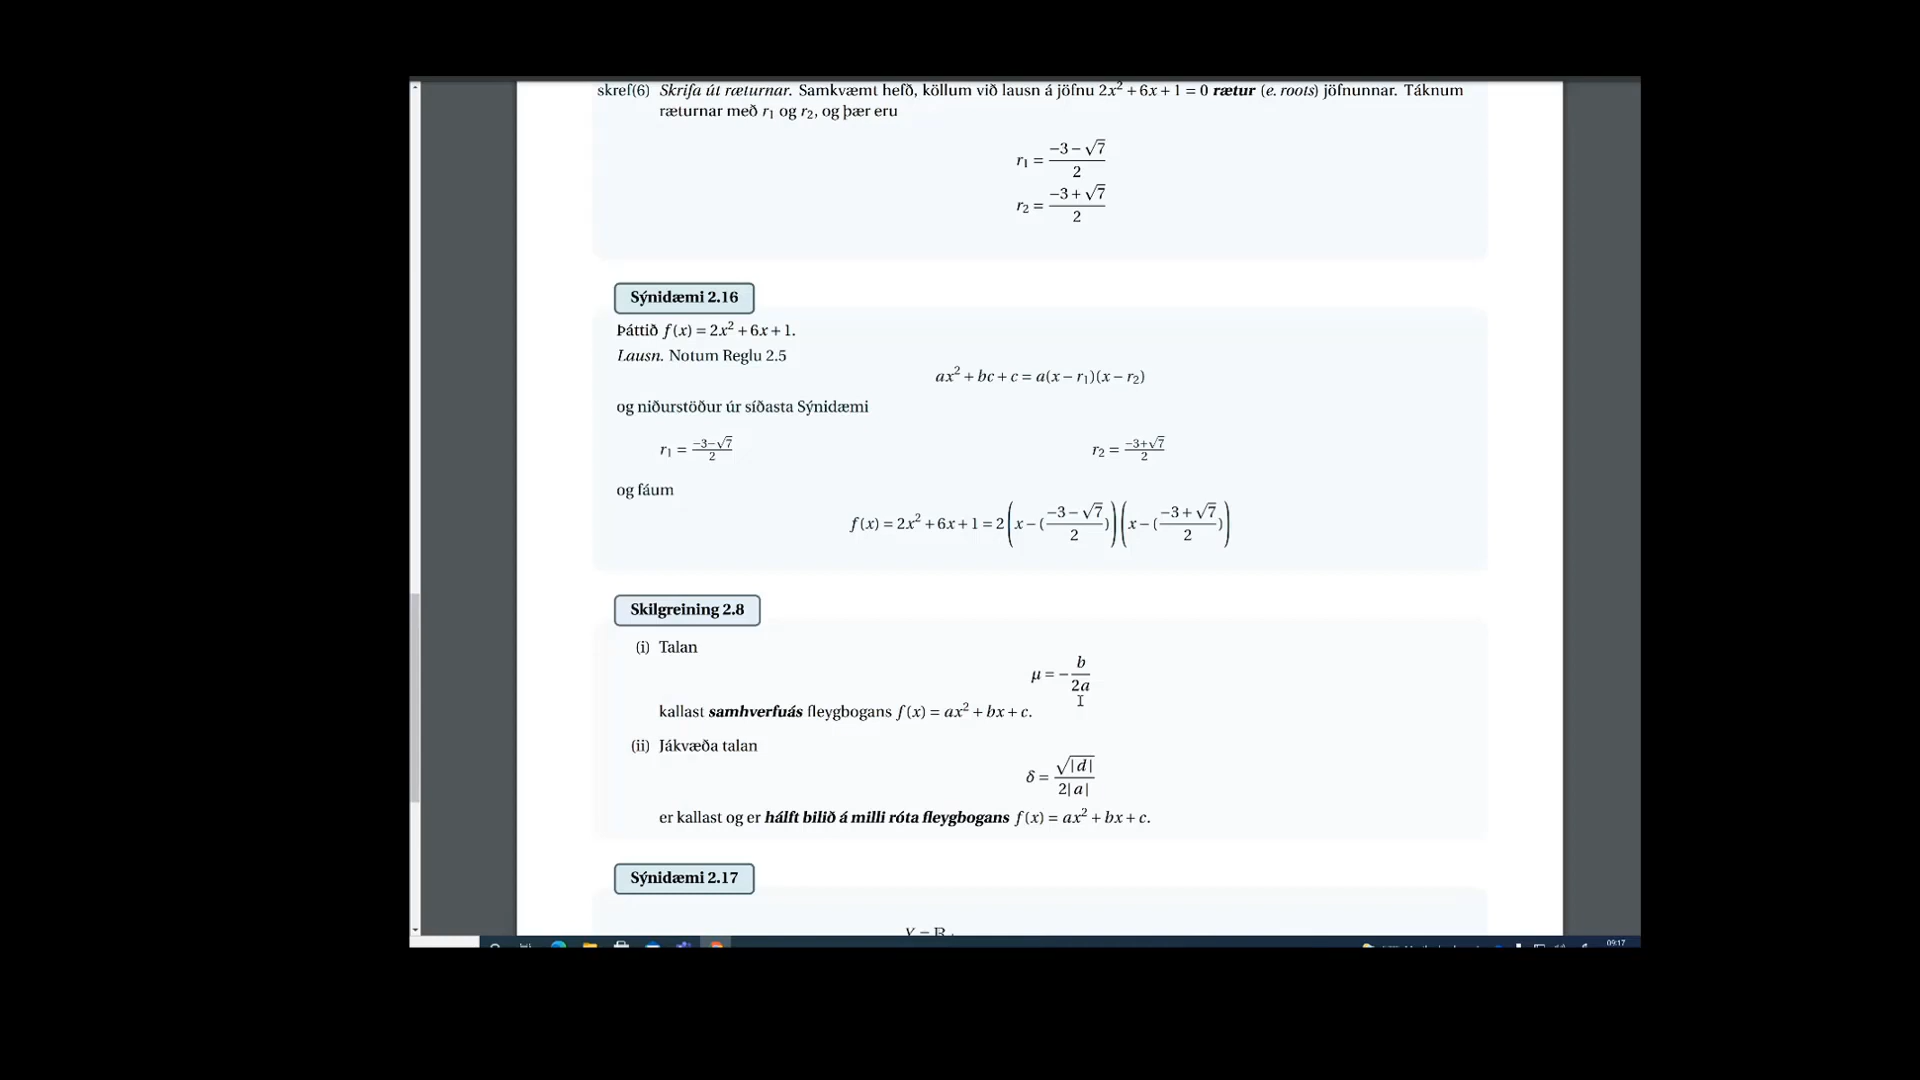 skref(6) Skrifa út ræturnar. Samkvæmt hefð, köllum við lausn á jöfnu 2x² + 6x + 1 = 0 rætur (e. roots) jöfnunnar. Táknum
ræturnar með r₁ og r₂, og þær eru
r₁ = (−3 − √7)/2
r₂ = (−3 + √7)/2
Sýnidæmi 2.16
Þáttið f(x) = 2x² + 6x + 1.
Lausn. Notum Reglu 2.5
ax² + bc + c = a(x − r₁)(x − r₂)
og niðurstöður úr síðasta Sýnidæmi
r₁ = (−3−√7)/2 r₂ = (−3+√7)/2
og fáum
f(x) = 2x² + 6x + 1 = 2(x − ((−3 − √7)/2))(x − ((−3 + √7)/2))
Skilgreining 2.8
(i) Talan
μ = − b/2a
kallast samhverfuás fleygbogans f(x) = ax² + bx + c.
(ii) Jákvæða talan
δ = √|d| / 2|a|
er kallast og er hálft bilið á milli róta fleygbogans f(x) = ax² + bx + c.
Sýnidæmi 2.17
09:17